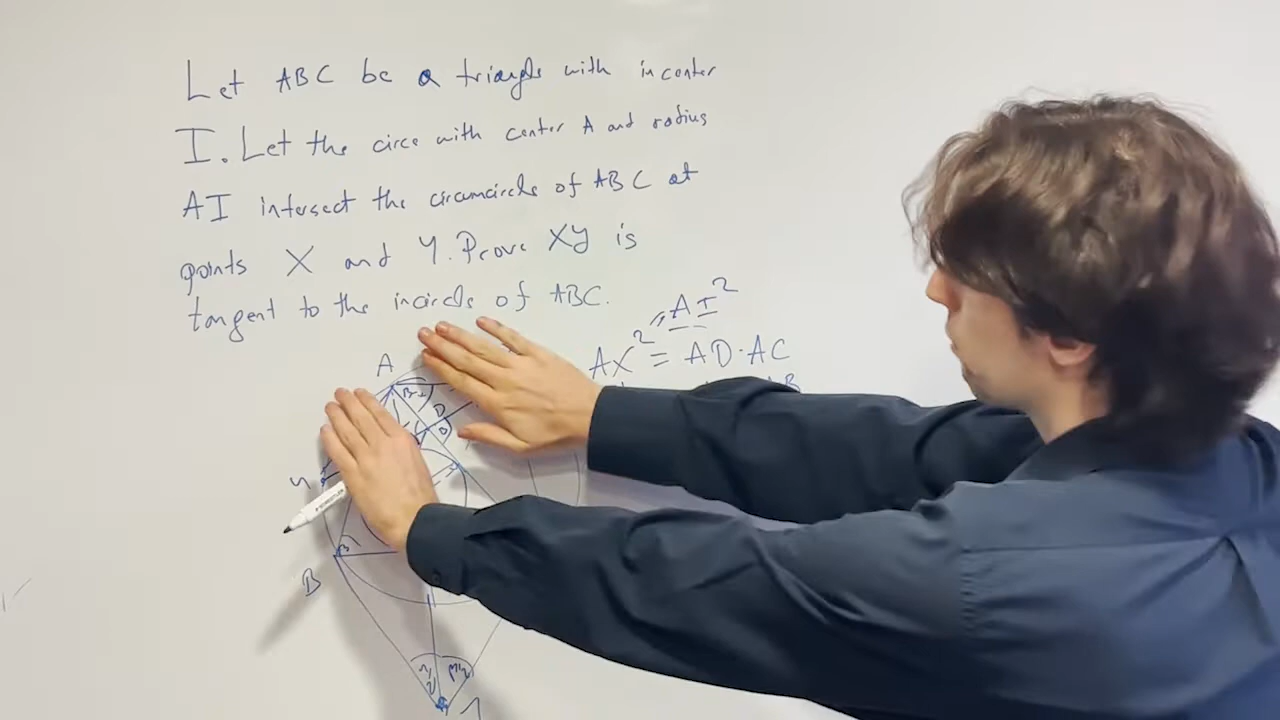 Let ABC be a triangle with incenter
I. Let the circe with center A and radius
AI intersect the circumcircle of ABC at
points X and Y. Prove XY is
tangent to the incircle of ABC.
AI²
AX² = AD·AC
A
D
B